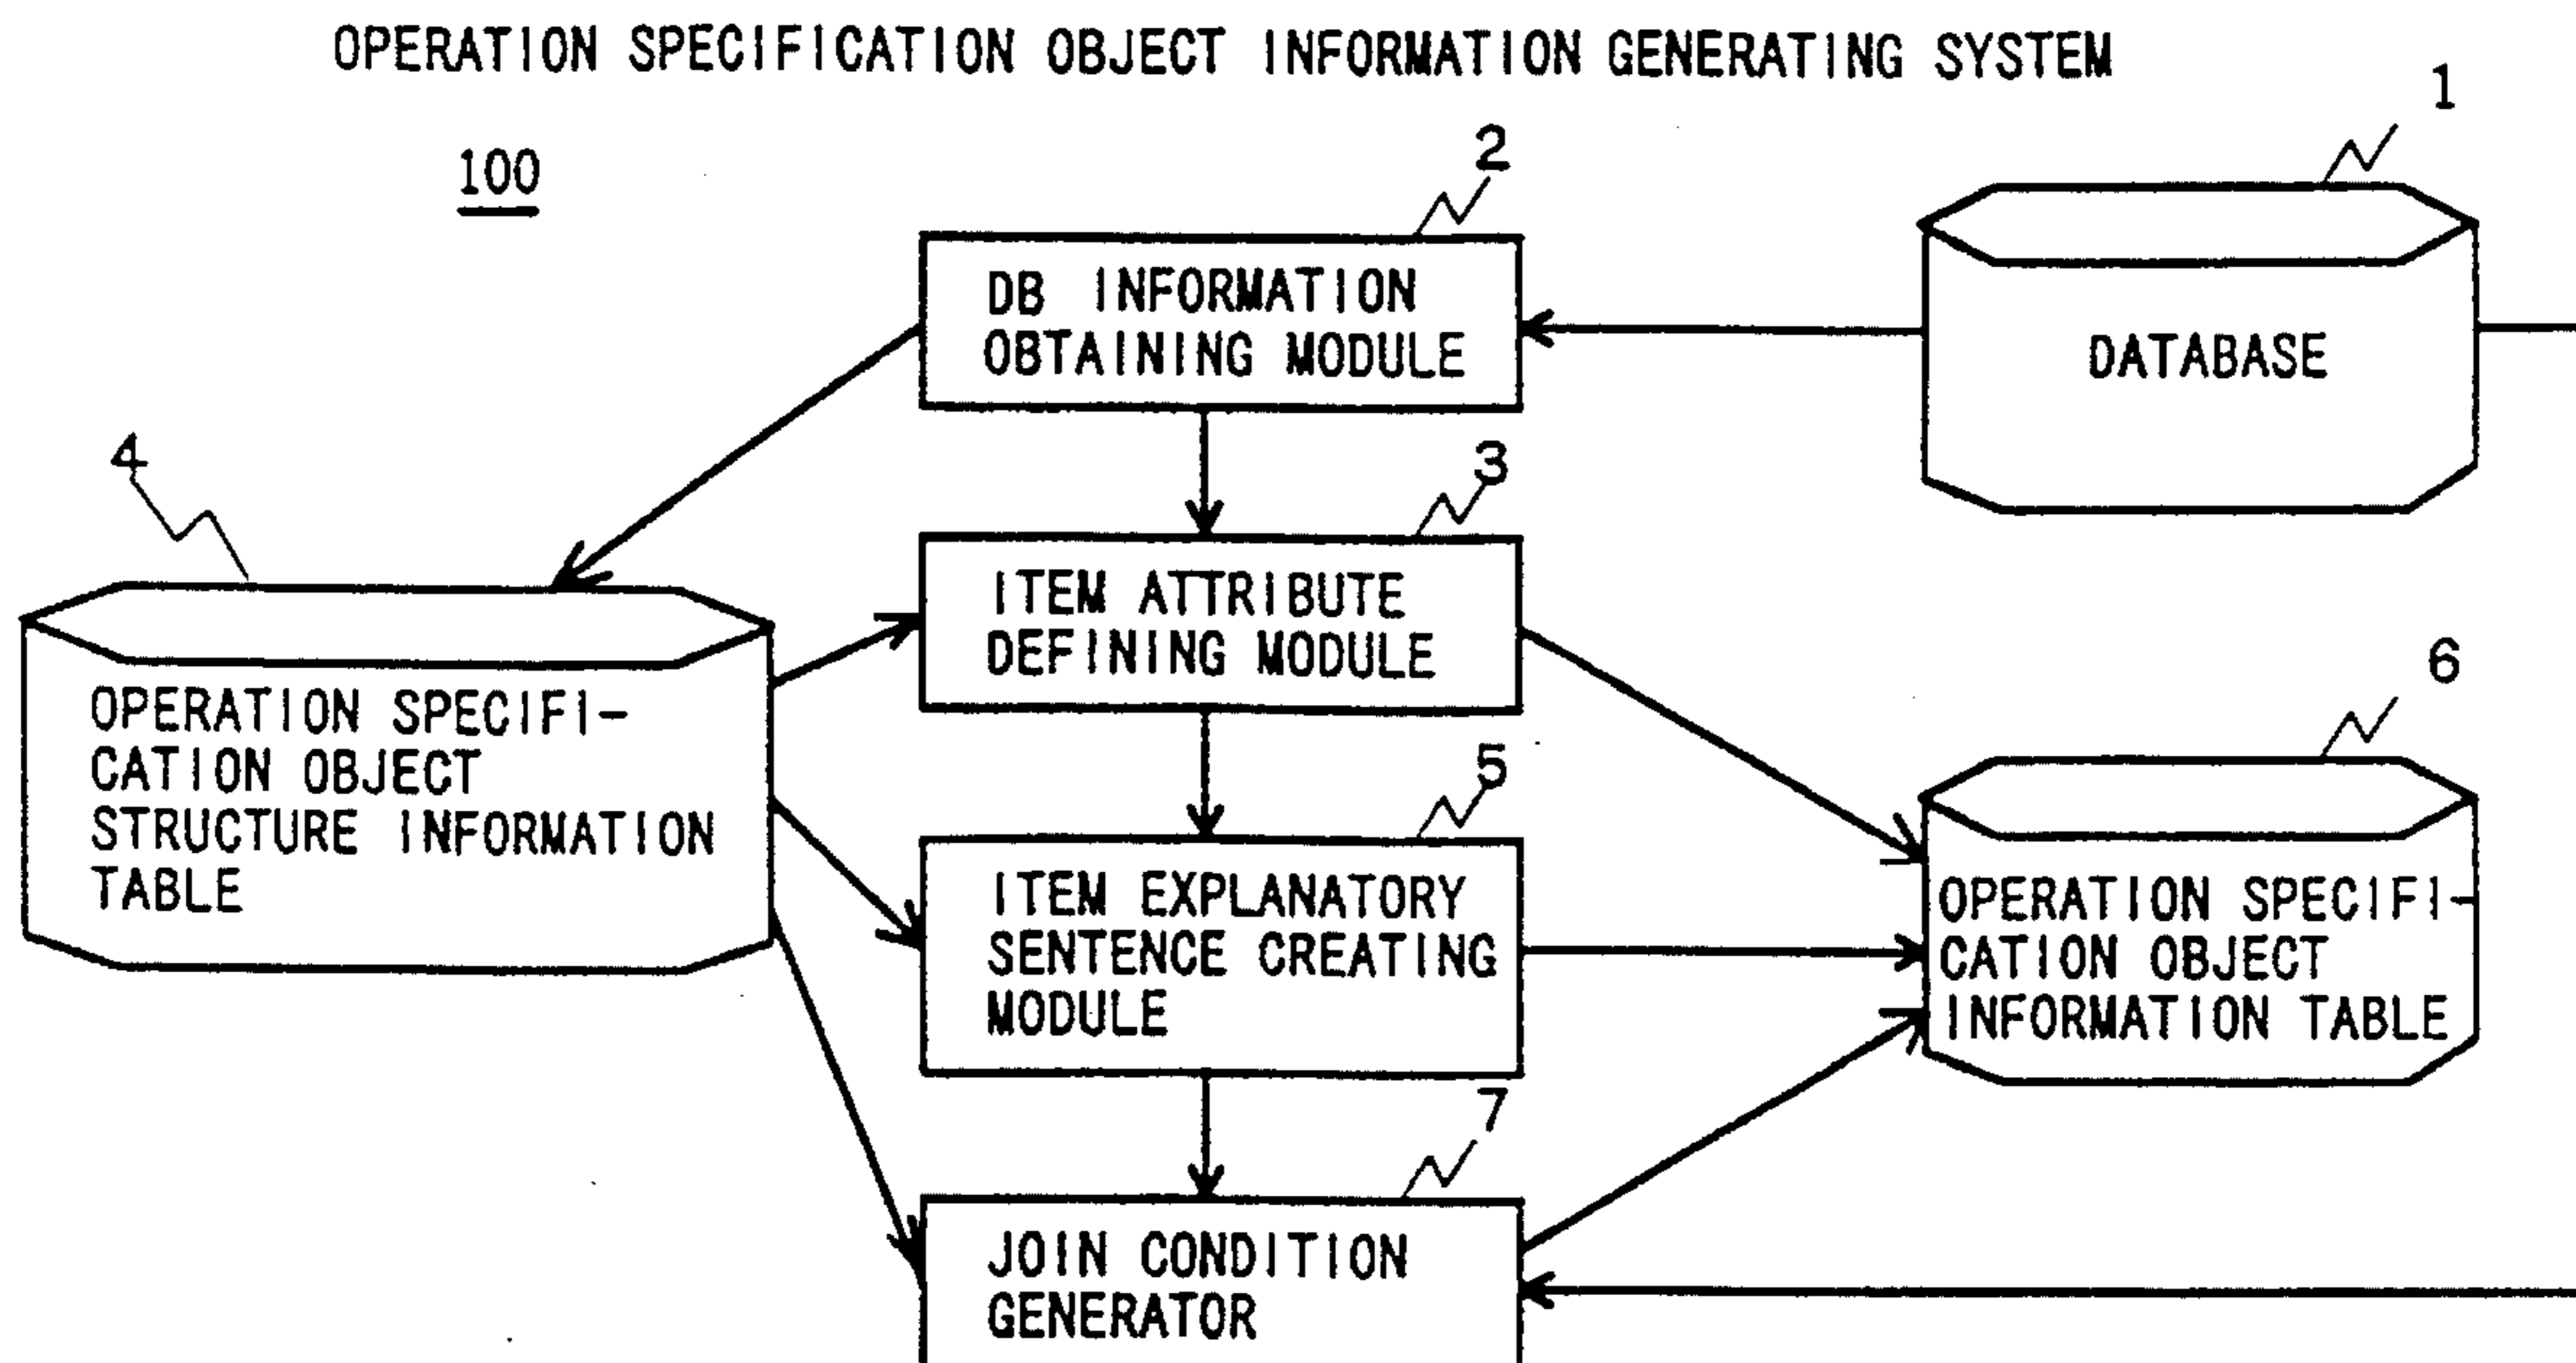 OPERATION SPECIFICATION OBJECT INFORMATION GENERATING SYSTEM
100
1
2
DB INFORMATION
OBTAINING MODULE
DATABASE
3
4
ITEM ATTRIBUTE
DEFINING MODULE
OPERATION SPECIFI-
CATION OBJECT
STRUCTURE INFORMATION
TABLE
5
ITEM EXPLANATORY
SENTENCE CREATING
MODULE
6
OPERATION SPECIFI-
CATION OBJECT
INFORMATION TABLE
7
JOIN CONDITION
GENERATOR